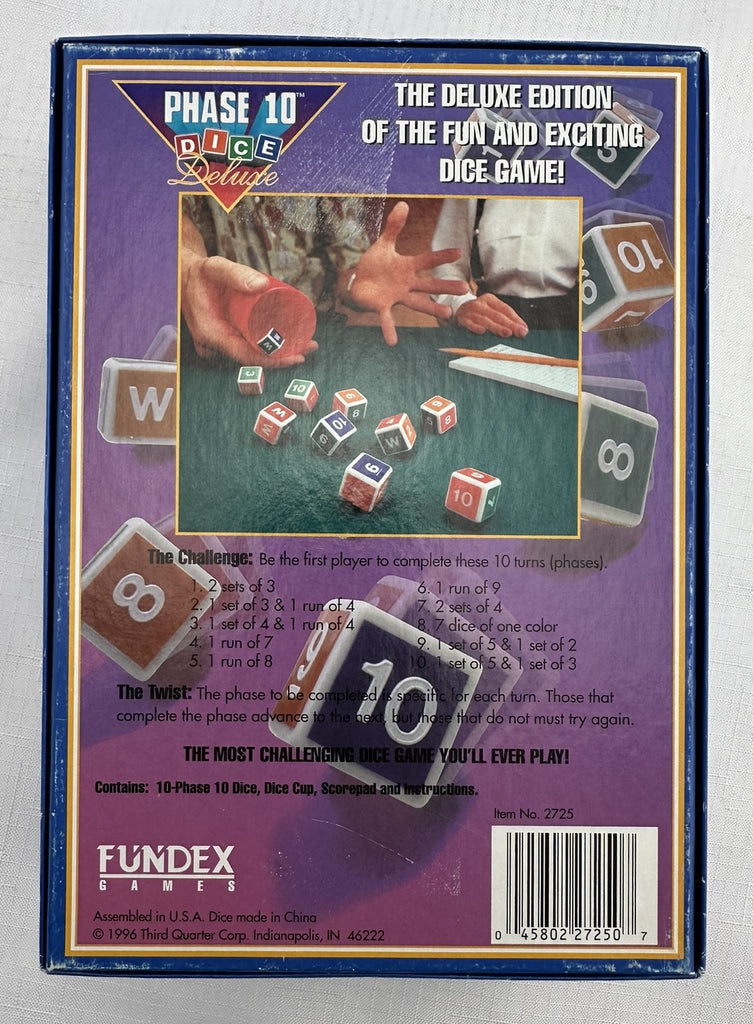 PHASE 10™
DICE
Deluxe
THE DELUXE EDITION
OF THE FUN AND EXCITING
DICE GAME!
The Challenge: Be the first player to complete these 10 turns (phases).
1. 2 sets of 3
2. 1 set of 3 & 1 run of 4
3. 1 set of 4 & 1 run of 4
4. 1 run of 7
5. 1 run of 8
6. 1 run of 9
7. 2 sets of 4
8. 7 dice of one color
9. 1 set of 5 & 1 set of 2
10. 1 set of 5 & 1 set of 3
The Twist: The phase to be completed is specific for each turn. Those that
complete the phase advance to the next, but those that do not must try again.
THE MOST CHALLENGING DICE GAME YOU'LL EVER PLAY!
Contains: 10-Phase 10 Dice, Dice Cup, Scorepad and Instructions.
Item No. 2725
FUNDEX
GAMES
Assembled in U.S.A. Dice made in China
© 1996 Third Quarter Corp. Indianapolis, IN 46222
0 45802 27250 7
10
W
8
8
10